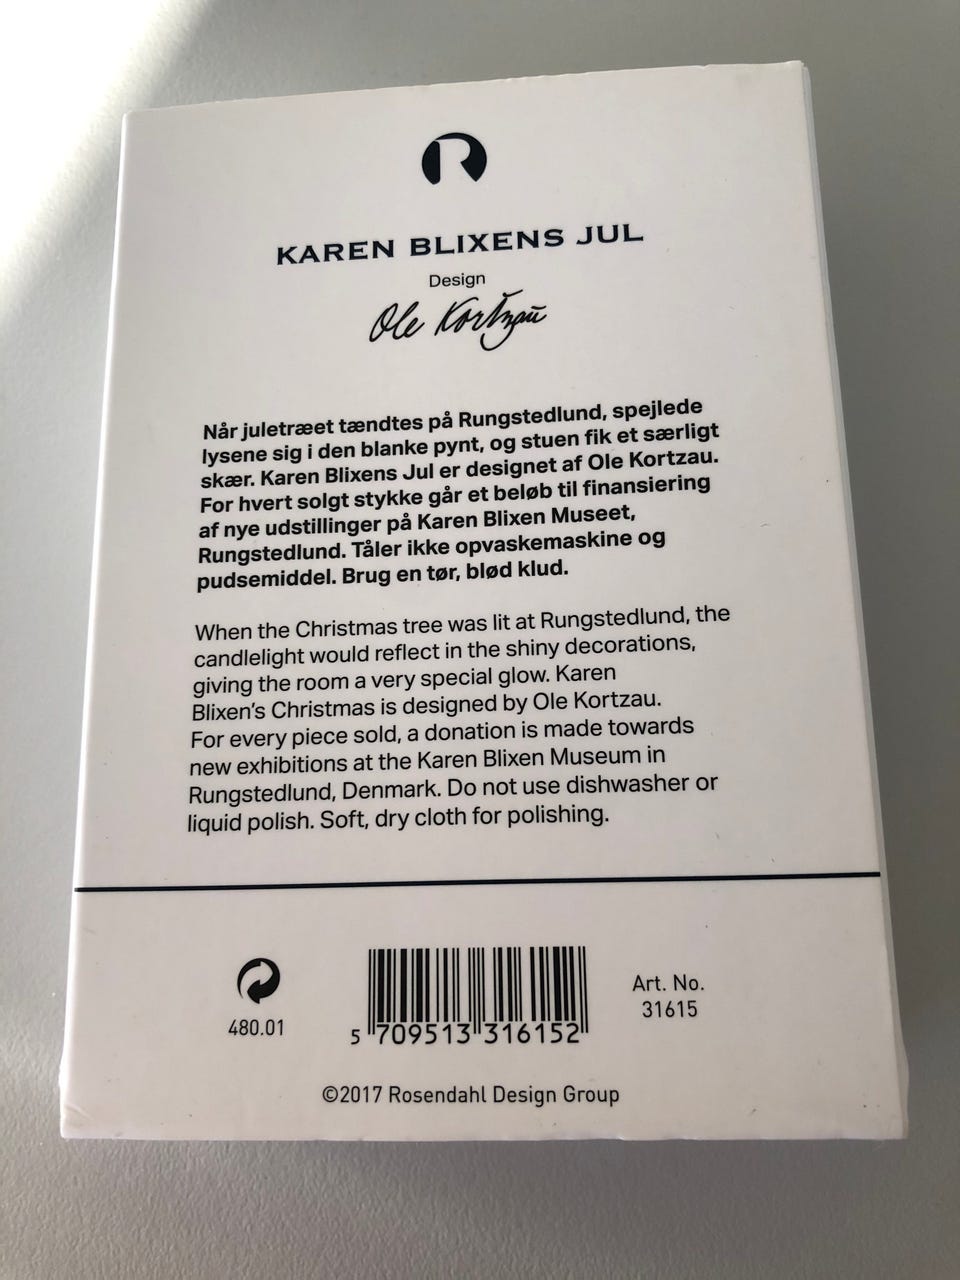 R
KAREN BLIXENS JUL
Design
Ole Kortzau
Når juletræet tændtes på Rungstedlund, spejlede
lysene sig i den blanke pynt, og stuen fik et særligt
skær. Karen Blixens Jul er designet af Ole Kortzau.
For hvert solgt stykke går et beløb til finansiering
af nye udstillinger på Karen Blixen Museet,
Rungstedlund. Tåler ikke opvaskemaskine og
pudsemiddel. Brug en tør, blød klud.
When the Christmas tree was lit at Rungstedlund, the
candlelight would reflect in the shiny decorations,
giving the room a very special glow. Karen
Blixen's Christmas is designed by Ole Kortzau.
For every piece sold, a donation is made towards
new exhibitions at the Karen Blixen Museum in
Rungstedlund, Denmark. Do not use dishwasher or
liquid polish. Soft, dry cloth for polishing.
480.01
5 709513 316152
Art. No.
31615
©2017 Rosendahl Design Group